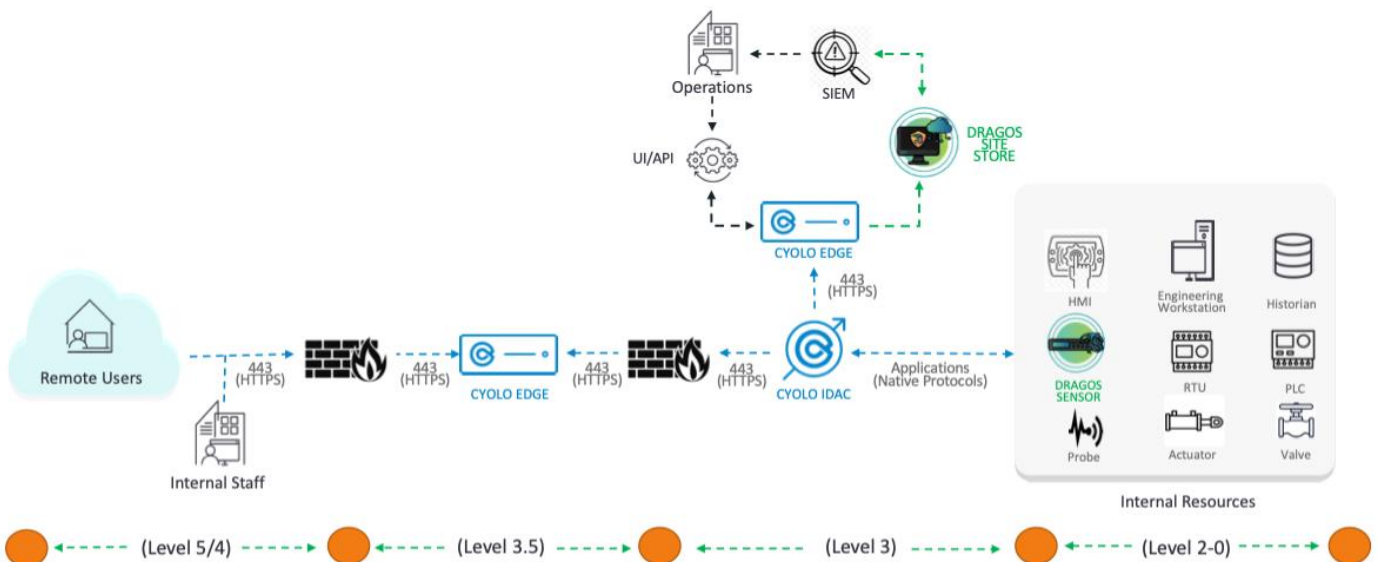 Operations
SIEM
UI/API
DRAGOS
SITE
STORE
CYOLO EDGE
443
(HTTPS)
Remote Users
443
(HTTPS)
443
(HTTPS)
CYOLO EDGE
443
(HTTPS)
443
(HTTPS)
CYOLO IDAC
Applications
(Native Protocols)
HMI
Engineering
Workstation
Historian
DRAGOS
SENSOR
RTU
PLC
Probe
Actuator
Valve
Internal Staff
Internal Resources
(Level 5/4)
(Level 3.5)
(Level 3)
(Level 2-0)